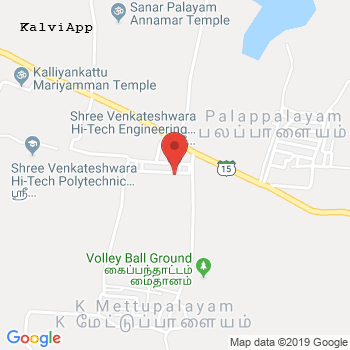 Sanar Palayam
Annamar Temple
KalviApp
Kalliyankattu
Mariyamman Temple
Shree Venkateshwara
Hi-Tech Engineering...
Palappalayam
பலப்பாளையம்
Shree Venkateshwara
Hi-Tech Polytechnic...
ஸ்ரீ...
15
Volley Ball Ground
கைப்பந்தாட்டம்
மைதானம்
K Mettupalayam
K மேட்டுப்பாளையம்
Google
Map data ©2019 Google